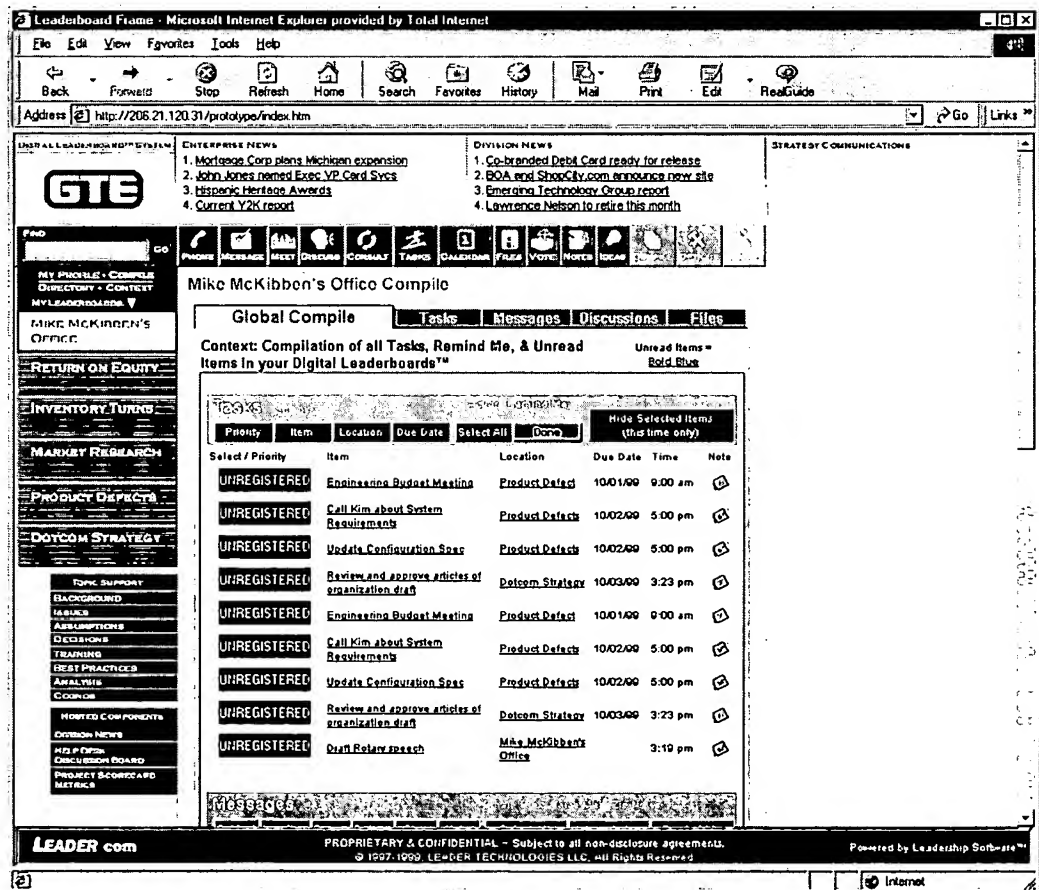 Leaderboard Frame - Microsoft Internet Explorer provided by Total Internet
File Edit View Favorites Tools Help
Back Forward Stop Refresh Home Search Favorites History Mail Print Edit RealGuide
Address http://206.21.120.31/prototype/index.htm Go Links »
DIGITAL LEADERBOARD™ SYSTEM ENTERPRISE NEWS DIVISION NEWS STRATEGY COMMUNICATIONS
1. Mortgage Corp plans Michigan expansion
2. John Jones named Exec VP Card Svcs
3. Hispanic Heritage Awards
4. Current Y2K report
1. Co-branded Debit Card ready for release
2. BOA and ShopCity.com announce new site
3. Emerging Technology Group report
4. Lawrence Nelson to retire this month
GTE
FIND
GO
PHONE MESSAGE MEET DISCUSS CONSULT TASKS CALENDAR FILES VOTE NOTES IDEAS
MY PROFILE • COMPILE
DIRECTORY • CONTEXT
MY LEADERBOARDS ▼
MIKE MCKIBBEN'S
OFFICE
RETURN ON EQUITY
INVENTORY TURNS
MARKET RESEARCH
PRODUCT DEFECTS
DOTCOM STRATEGY
TOPIC SUPPORT
BACKGROUND
ISSUES
ASSUMPTIONS
DECISIONS
TRAINING
BEST PRACTICES
ANALYSIS
COGNOS
HOSTED COMPONENTS
DIVISION NEWS
HELP DESK
DISCUSSION BOARD
PROJECT SCORECARD
METRICS
Mike McKibben's Office Compile
Global Compile Tasks Messages Discussions Files
Context: Compilation of all Tasks, Remind Me, & Unread
Items in your Digital Leaderboards™
Unread Items =
Bold Blue
Tasks
Hide Selected Items
(this time only)
Priority Item Location Due Date Select All Done
Select / Priority Item Location Due Date Time Note
UNREGISTERED Engineering Budget Meeting Product Defect 10/01/99 9:00 am
UNREGISTERED Call Kim about System Requirements Product Defects 10/02/99 5:00 pm
UNREGISTERED Update Configuration Spec Product Defects 10/02/99 5:00 pm
UNREGISTERED Review and approve articles of organization draft Dotcom Strategy 10/03/99 3:23 pm
UNREGISTERED Engineering Budget Meeting Product Defect 10/01/99 9:00 am
UNREGISTERED Call Kim about System Requirements Product Defects 10/02/99 5:00 pm
UNREGISTERED Update Configuration Spec Product Defects 10/02/99 5:00 pm
UNREGISTERED Review and approve articles of organization draft Dotcom Strategy 10/03/99 3:23 pm
UNREGISTERED Draft Rotary speech Mike McKibben's Office 3:19 pm
Messages
LEADER com
PROPRIETARY & CONFIDENTIAL - Subject to all non-disclosure agreements.
© 1997-1999, LEADER TECHNOLOGIES LLC, All Rights Reserved
Powered by Leadership Software™
Internet